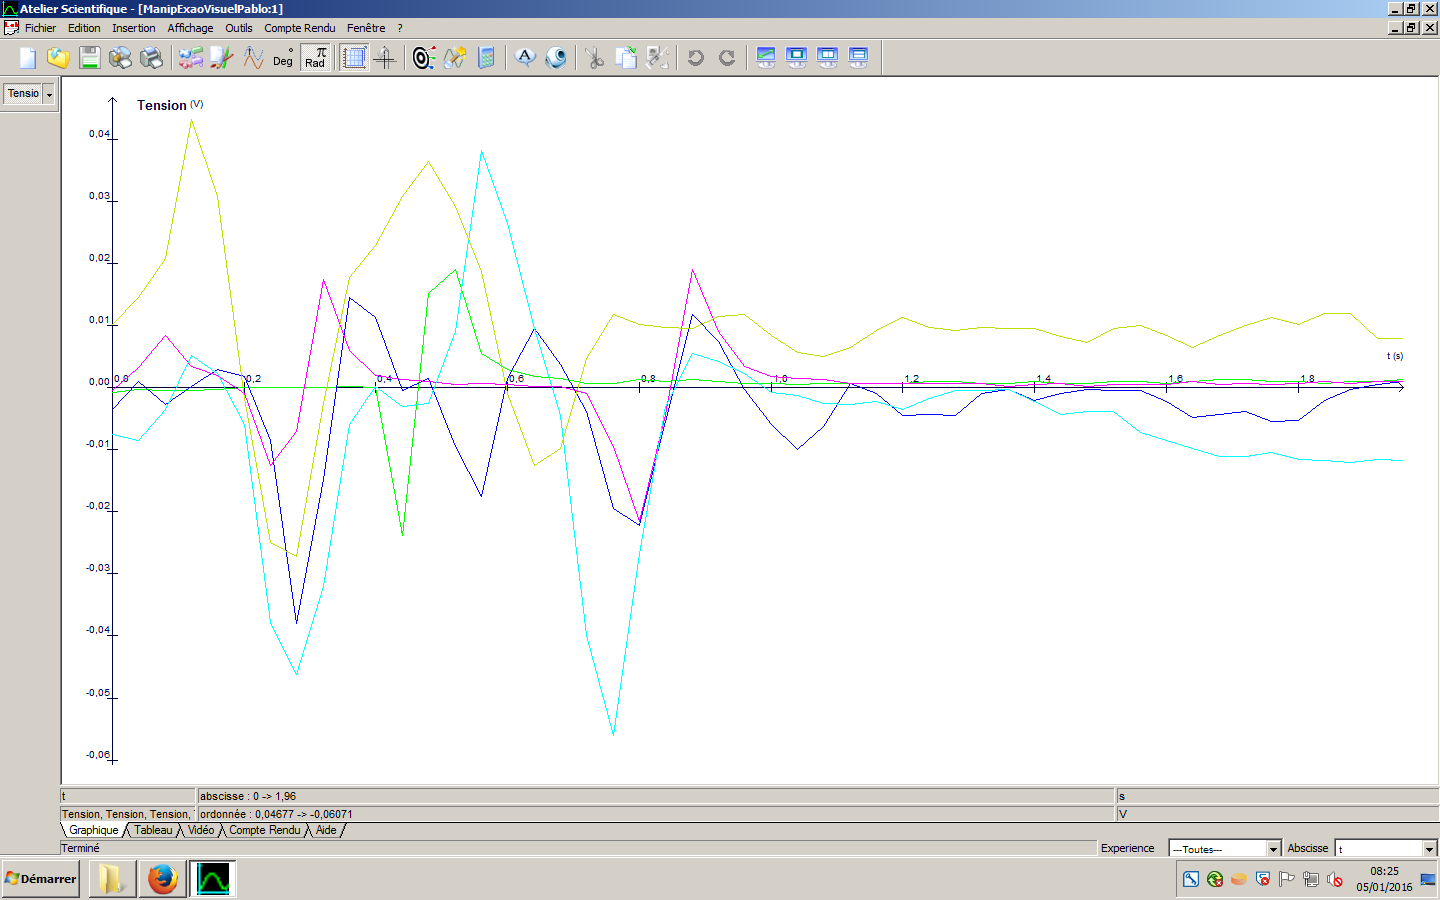 Atelier Scientifique - [ManipExaoVisuelPablo:1]
Fichier Edition Insertion Affichage Outils Compte Rendu Fenêtre ?
Deg° π Rad
Tensio
Tension (V)
0,04
0,03
0,02
0,01
t (s)
0,00 0,0 0,2 0,4 0,6 0,8 1,0 1,2 1,4 1,6 1,8
-0,01
-0,02
-0,03
-0,04
-0,05
-0,06
t abscisse : 0 -> 1,96 s
Tension, Tension, Tension, ordonnée : 0,04677 -> -0,06071 V
Graphique Tableau Vidéo Compte Rendu Aide
Terminé Experience ---Toutes--- Abscisse t
Démarrer
08:25
05/01/2016